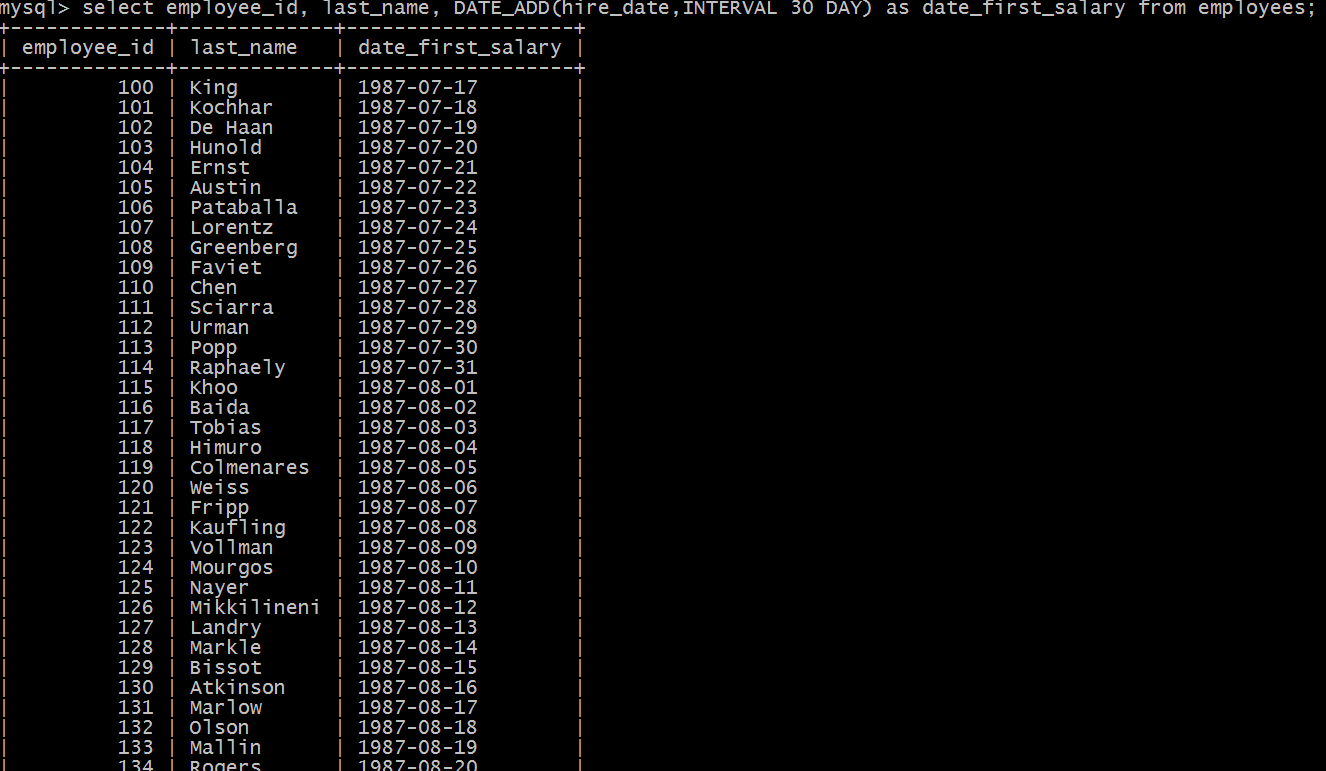 mysql> select employee_id, last_name, DATE_ADD(hire_date,INTERVAL 30 DAY) as date_first_salary from employees;
+-------------+-------------+-------------------+
| employee_id | last_name   | date_first_salary |
+-------------+-------------+-------------------+
|         100 | King        | 1987-07-17        |
|         101 | Kochhar     | 1987-07-18        |
|         102 | De Haan     | 1987-07-19        |
|         103 | Hunold      | 1987-07-20        |
|         104 | Ernst       | 1987-07-21        |
|         105 | Austin      | 1987-07-22        |
|         106 | Pataballa   | 1987-07-23        |
|         107 | Lorentz     | 1987-07-24        |
|         108 | Greenberg   | 1987-07-25        |
|         109 | Faviet      | 1987-07-26        |
|         110 | Chen        | 1987-07-27        |
|         111 | Sciarra     | 1987-07-28        |
|         112 | Urman       | 1987-07-29        |
|         113 | Popp        | 1987-07-30        |
|         114 | Raphaely    | 1987-07-31        |
|         115 | Khoo        | 1987-08-01        |
|         116 | Baida       | 1987-08-02        |
|         117 | Tobias      | 1987-08-03        |
|         118 | Himuro      | 1987-08-04        |
|         119 | Colmenares  | 1987-08-05        |
|         120 | Weiss       | 1987-08-06        |
|         121 | Fripp       | 1987-08-07        |
|         122 | Kaufling    | 1987-08-08        |
|         123 | Vollman     | 1987-08-09        |
|         124 | Mourgos     | 1987-08-10        |
|         125 | Nayer       | 1987-08-11        |
|         126 | Mikkilineni | 1987-08-12        |
|         127 | Landry      | 1987-08-13        |
|         128 | Markle      | 1987-08-14        |
|         129 | Bissot      | 1987-08-15        |
|         130 | Atkinson    | 1987-08-16        |
|         131 | Marlow      | 1987-08-17        |
|         132 | Olson       | 1987-08-18        |
|         133 | Mallin      | 1987-08-19        |
|         134 | Rogers      | 1987-08-20        |